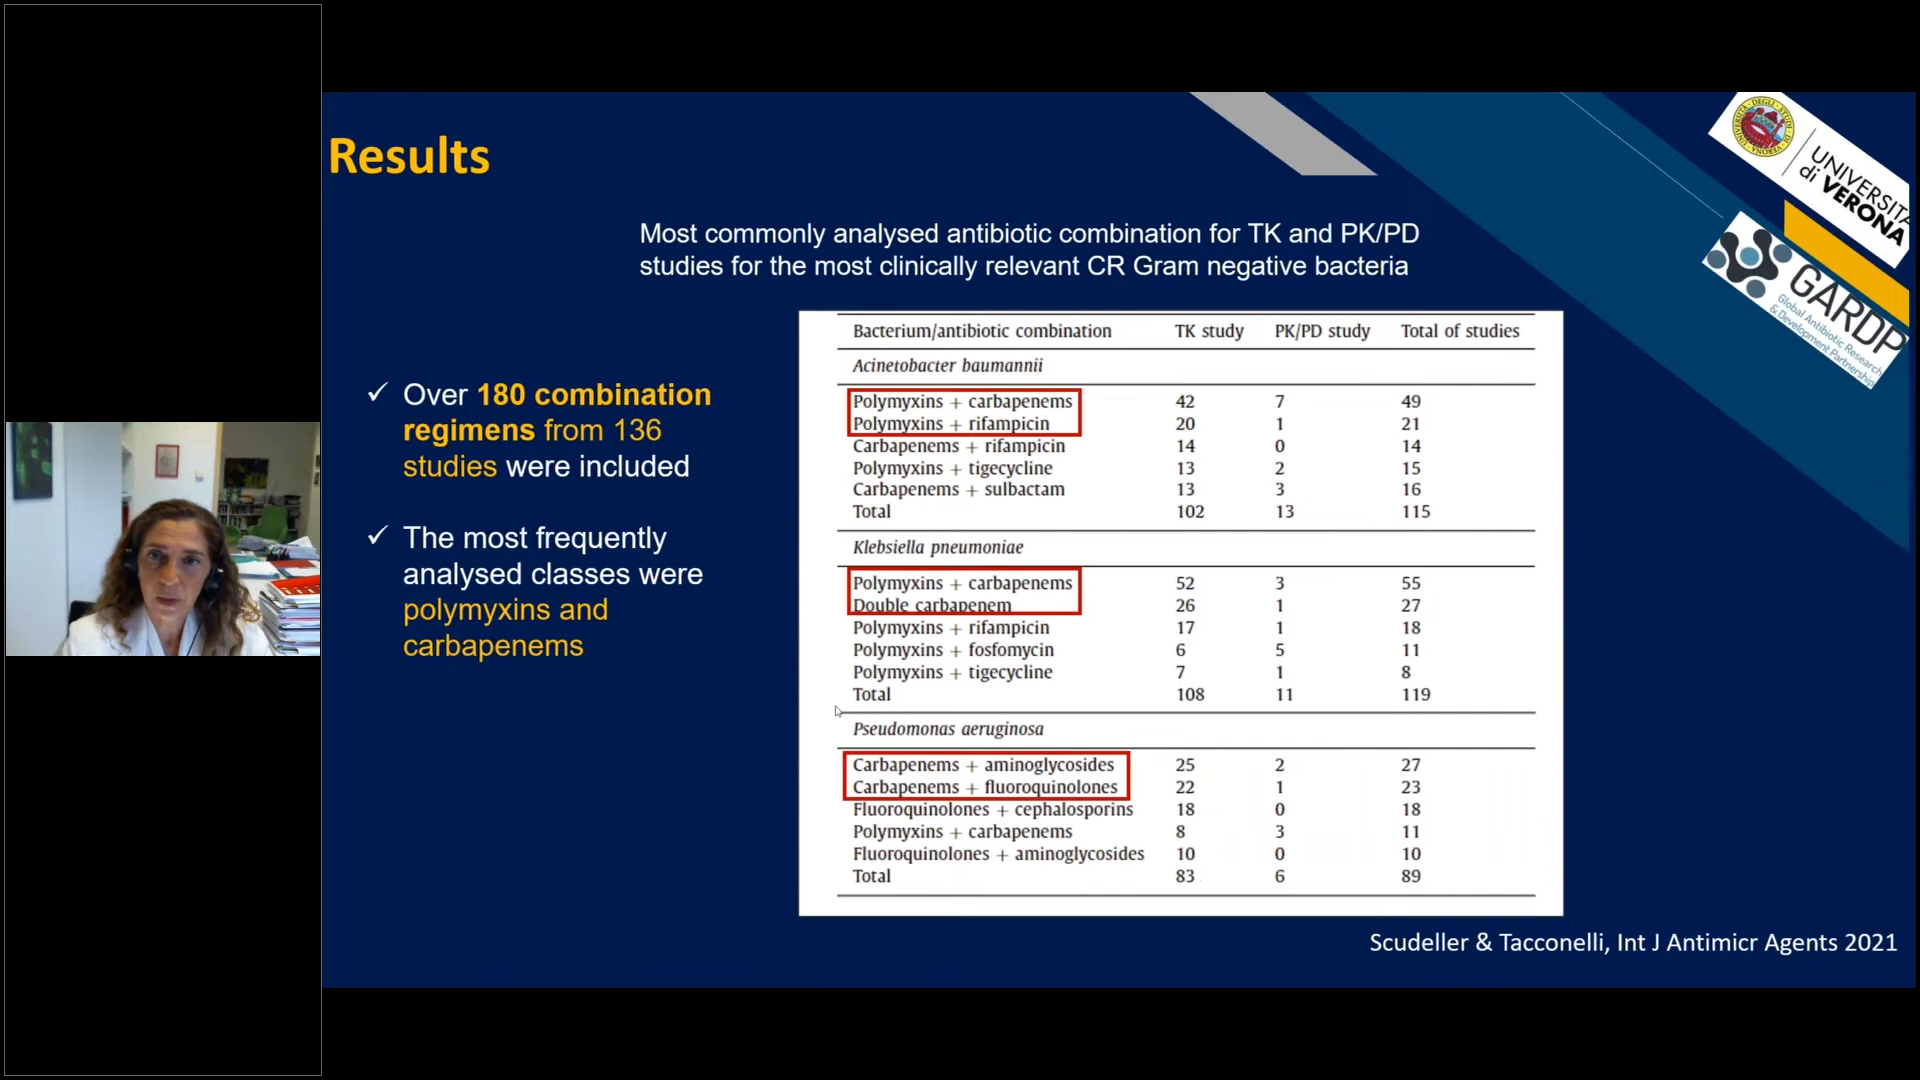 Results
UNIVERSITÀ
di VERONA
GARDP
Global Antibiotic Research
& Development Partnership
Most commonly analysed antibiotic combination for TK and PK/PD
studies for the most clinically relevant CR Gram negative bacteria
✓ Over 180 combination
regimens from 136
studies were included
✓ The most frequently
analysed classes were
polymyxins and
carbapenems
Bacterium/antibiotic combination TK study PK/PD study Total of studies
Acinetobacter baumannii
Polymyxins + carbapenems 42 7 49
Polymyxins + rifampicin 20 1 21
Carbapenems + rifampicin 14 0 14
Polymyxins + tigecycline 13 2 15
Carbapenems + sulbactam 13 3 16
Total 102 13 115
Klebsiella pneumoniae
Polymyxins + carbapenems 52 3 55
Double carbapenem 26 1 27
Polymyxins + rifampicin 17 1 18
Polymyxins + fosfomycin 6 5 11
Polymyxins + tigecycline 7 1 8
Total 108 11 119
Pseudomonas aeruginosa
Carbapenems + aminoglycosides 25 2 27
Carbapenems + fluoroquinolones 22 1 23
Fluoroquinolones + cephalosporins 18 0 18
Polymyxins + carbapenems 8 3 11
Fluoroquinolones + aminoglycosides 10 0 10
Total 83 6 89
Scudeller & Tacconelli, Int J Antimicr Agents 2021